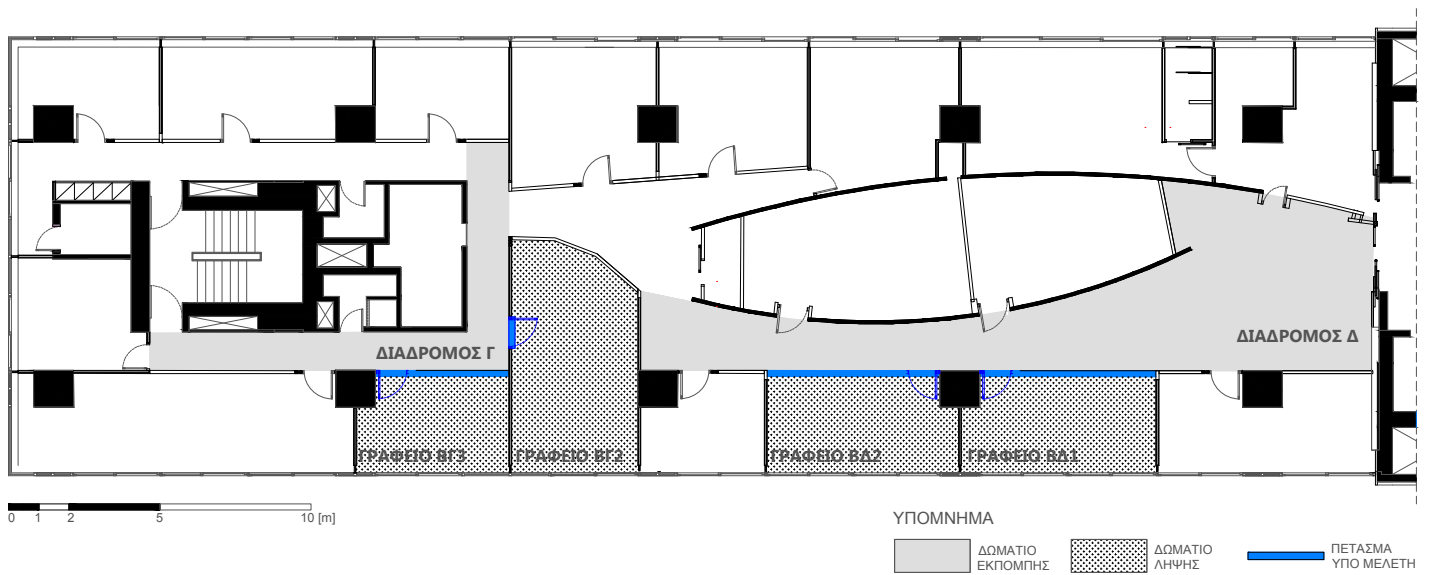 ΔΙΑΔΡΟΜΟΣ Γ
ΔΙΑΔΡΟΜΟΣ Δ
ΓΡΑΦΕΙΟ ΒΓ3
ΓΡΑΦΕΙΟ ΒΓ2
ΓΡΑΦΕΙΟ ΒΔ2
ΓΡΑΦΕΙΟ ΒΔ1
0 1 2 5 10 [m]
ΥΠΟΜΝΗΜΑ
ΔΩΜΑΤΙΟ
ΕΚΠΟΜΠΗΣ
ΔΩΜΑΤΙΟ
ΛΗΨΗΣ
ΠΕΤΑΣΜΑ
ΥΠΟ ΜΕΛΕΤΗ